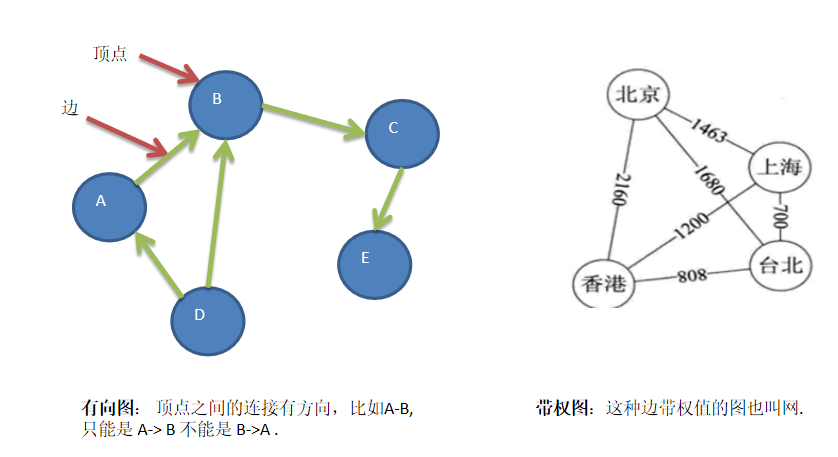 顶点
边
B
C
A
E
D
有向图： 顶点之间的连接有方向，比如A-B,
只能是 A-> B 不能是 B->A .
北京
1463
上海
2160
1680
1200
700
香港
808
台北
带权图：这种边带权值的图也叫网.